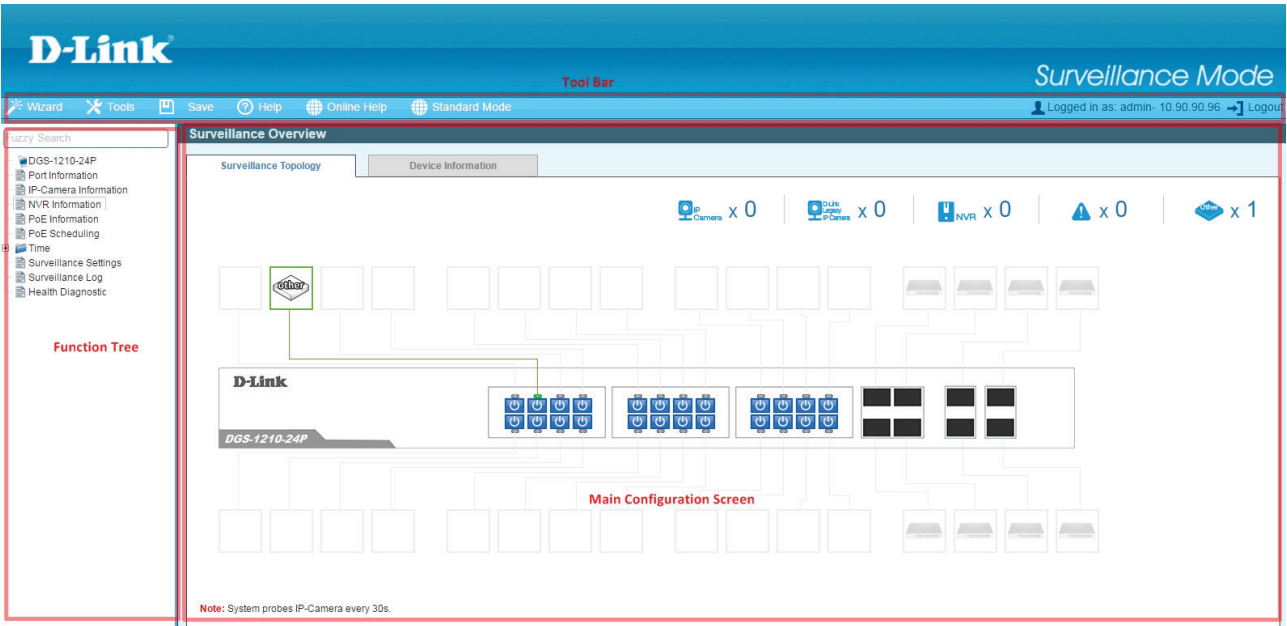 D-Link
Surveillance Mode
Tool Bar
Wizard Tools Save Help Online Help Standard Mode Logged in as: admin- 10.90.90.96 Logout
Fuzzy Search
Surveillance Overview
Surveillance Topology Device Information
DGS-1210-24P
Port Information
IP-Camera Information
NVR Information
PoE Information
PoE Scheduling
Time
Surveillance Settings
Surveillance Log
Health Diagnostic
Function Tree
IP Camera x 0 D-Link Legacy IP Camera x 0 NVR x 0 x 0 Other x 1
other
D-Link
DGS-1210-24P
Main Configuration Screen
Note: System probes IP-Camera every 30s.